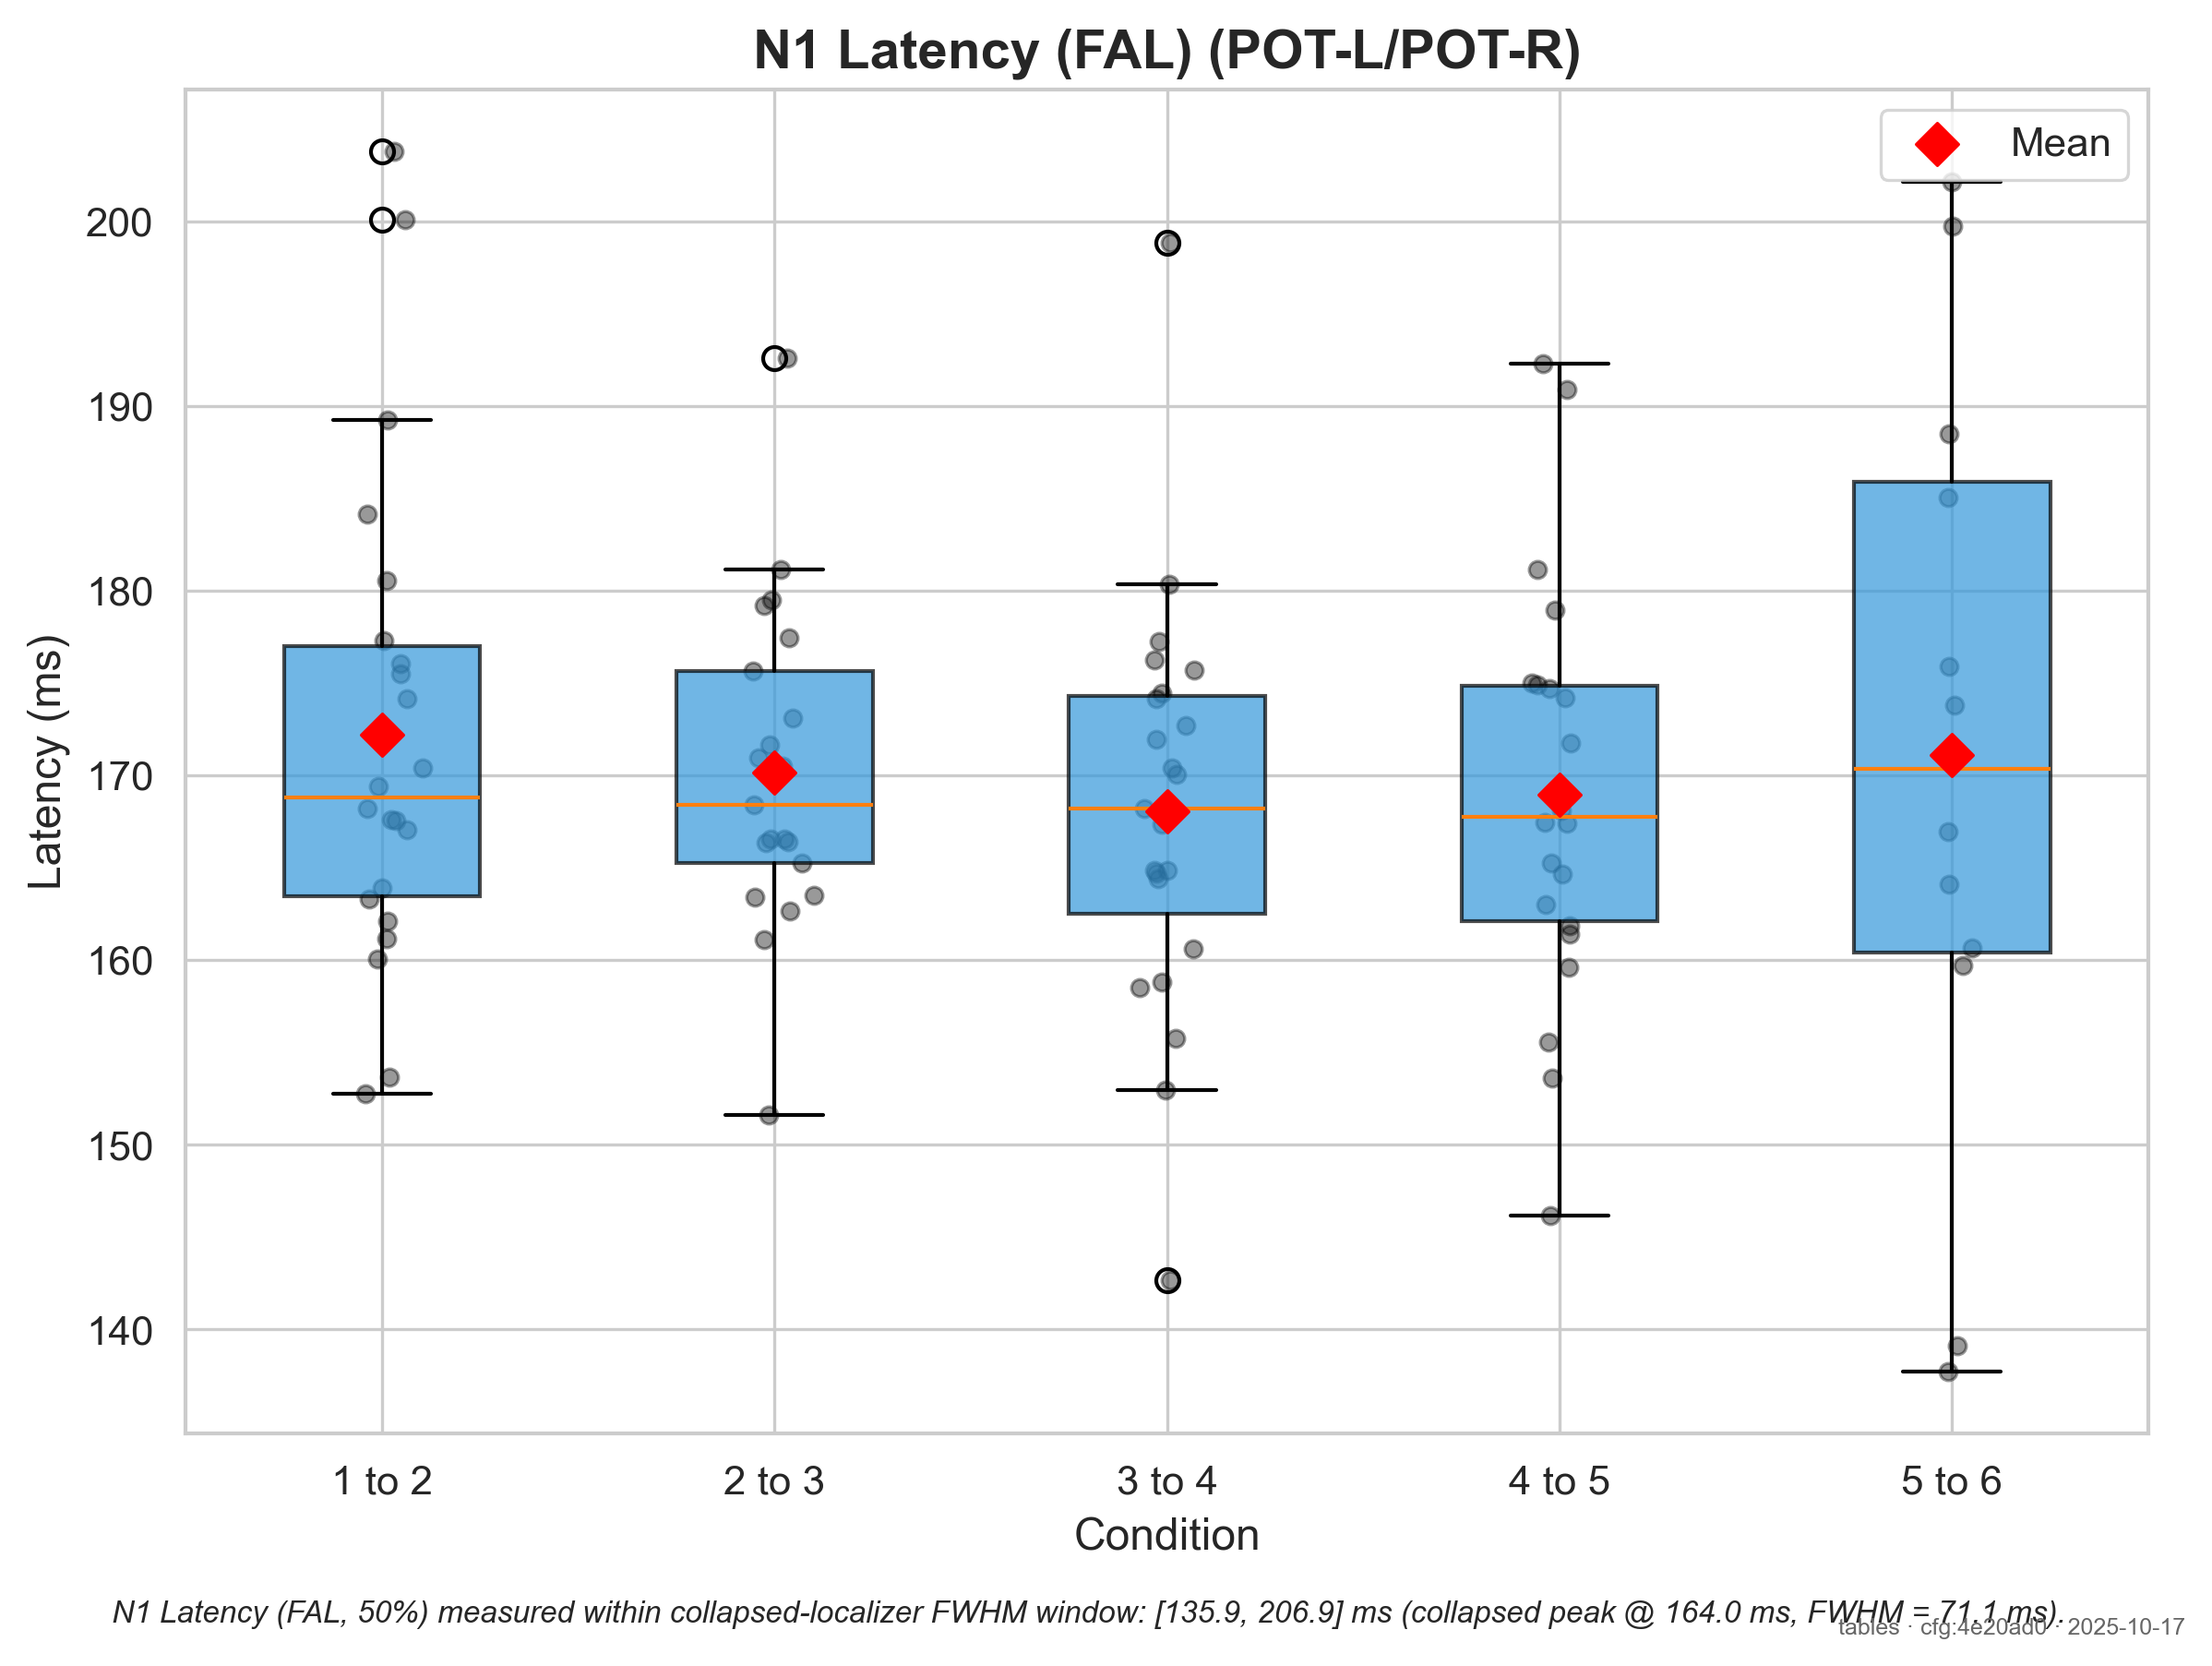 N1 Latency (FAL) (POT-L/POT-R)
Mean
Latency (ms)
200
190
180
170
160
150
140
1 to 2
2 to 3
3 to 4
4 to 5
5 to 6
Condition
N1 Latency (FAL, 50%) measured within collapsed-localizer FWHM window: [135.9, 206.9] ms (collapsed peak @ 164.0 ms, FWHM = 71.1 ms).
tables · cfg:4e20ad0 · 2025-10-17